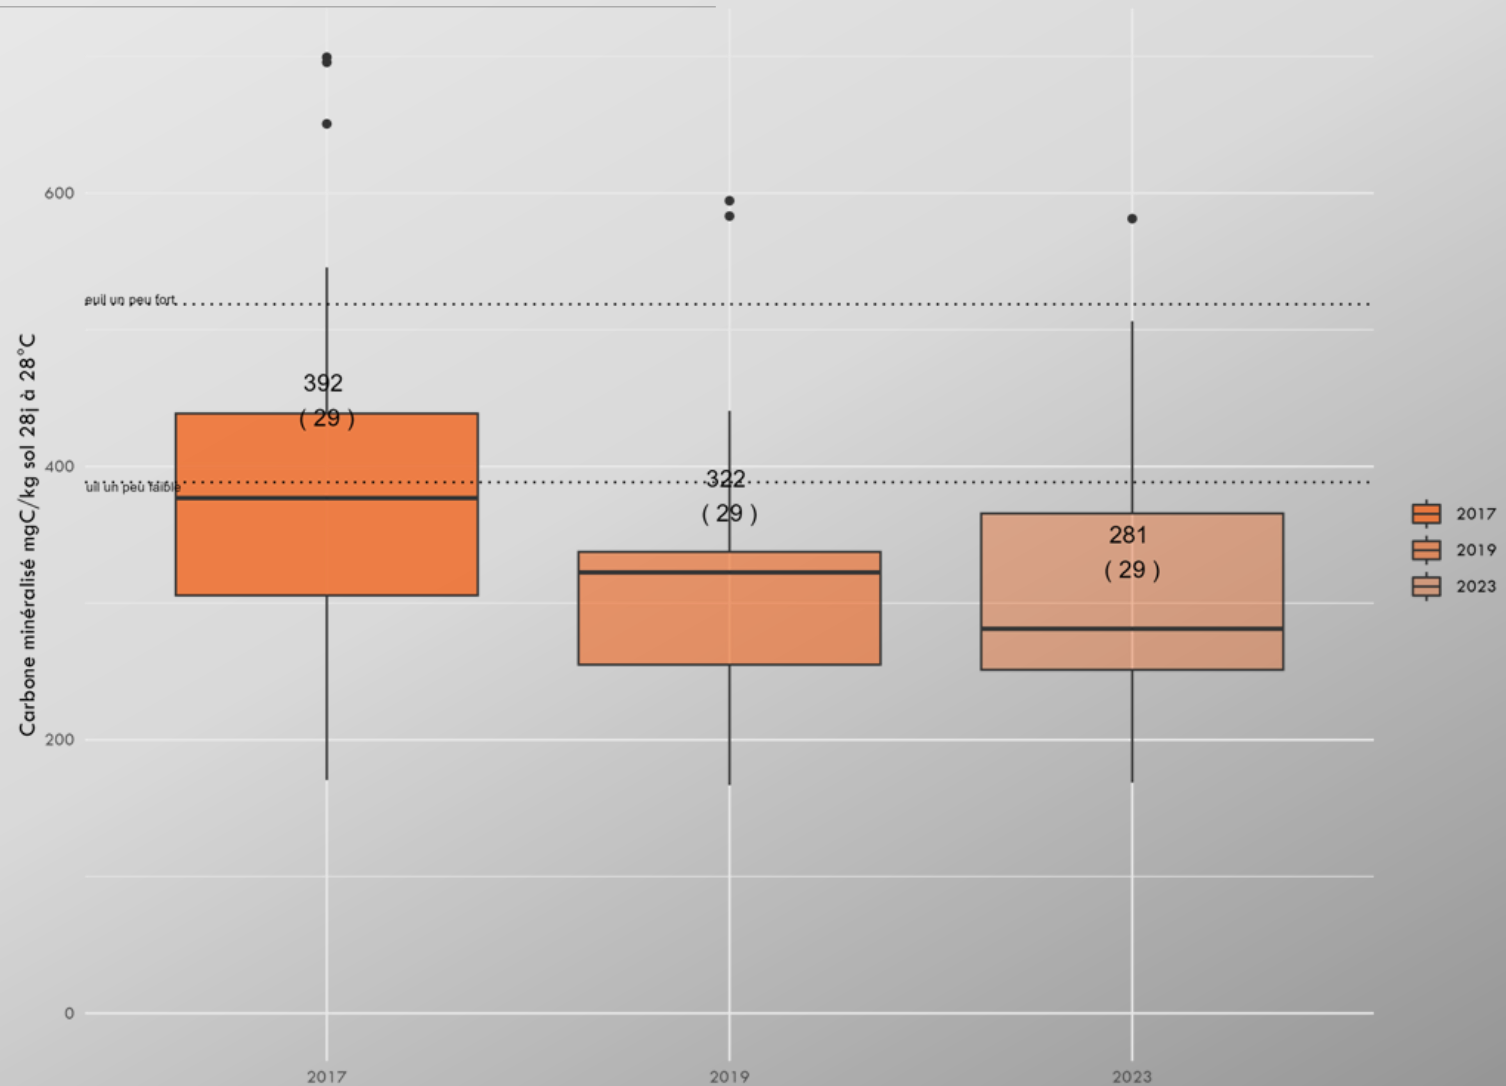 600
euil un peu fort
392
( 29 )
400
uil un peu faible
322
( 29 )
281
( 29 )
2017
2019
2023
200
0
Carbone minéralisé mgC/kg sol 28j à 28°C
2017
2019
2023